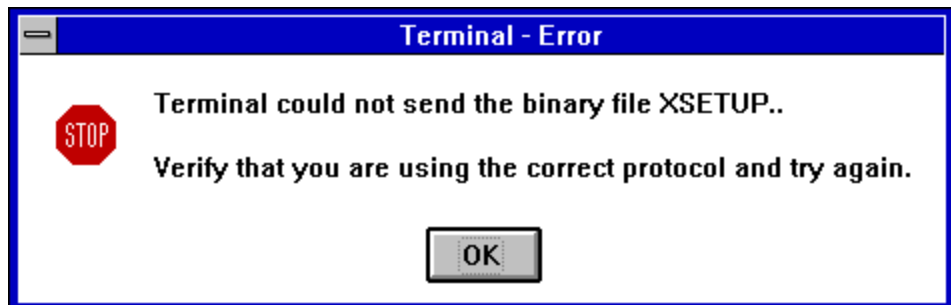 Terminal - Error
Terminal could not send the binary file XSETUP..
STOP
Verify that you are using the correct protocol and try again.
OK